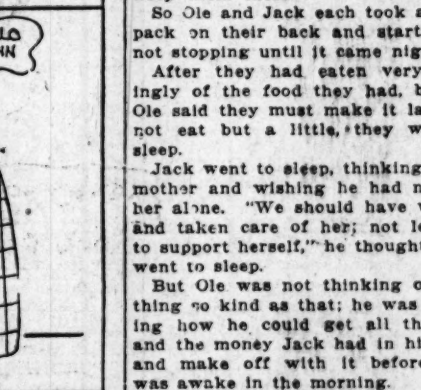 So Ole and Jack each took
pack on their back and start
not stopping until it came nig
After they had eaten very
ingly of the food they had, b
Ole said they must make it la
not eat but a little, they w
sleep.
Jack went to sleep, thinking
mother and wishing he had n
her alone. "We should have
and taken care of her; not le
to support herself," he thought
went to sleep.
But Ole was not thinking o
thing so kind as that; he was
ing how he could get all th
and the money Jack had in hi
and make off with it before
was awake in the morning.